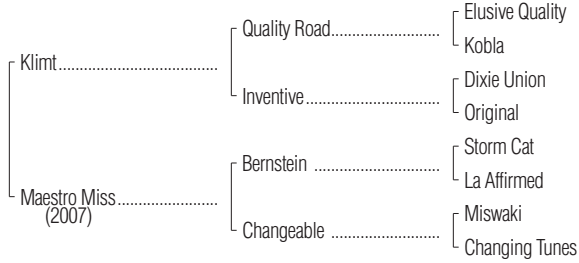 Elusive Quality
Quality Road
Kobla
Klimt
Dixie Union
Inventive
Original
Storm Cat
Bernstein
La Affirmed
Maestro Miss
(2007)
Miswaki
Changeable
Changing Tunes